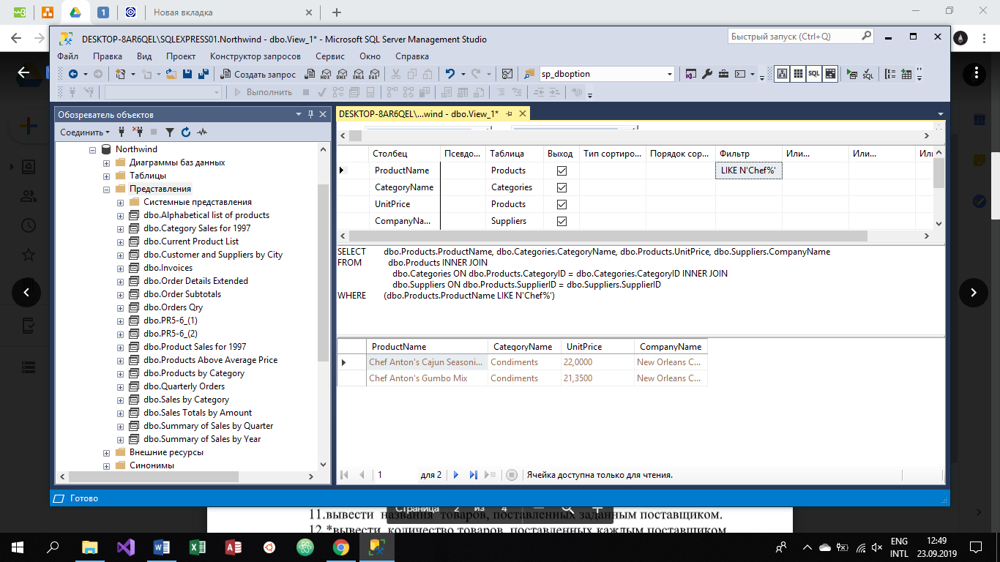 Новая вкладка
DESKTOP-8AR6QEL\SQLEXPRESS01.Northwind - dbo.View_1* - Microsoft SQL Server Management Studio
Быстрый запуск (Ctrl+Q)
Файл Правка Вид Проект Конструктор запросов Сервис Окно Справка
Создать запрос
MDX DMX XMLA DAX
sp_dboption
SQL
Выполнить
Обозреватель объектов
DESKTOP-8AR6QEL\...wind - dbo.View_1*
Соединить
Northwind
Диаграммы баз данных
Таблицы
Представления
Системные представления
dbo.Alphabetical list of products
dbo.Category Sales for 1997
dbo.Current Product List
dbo.Customer and Suppliers by City
dbo.Invoices
dbo.Order Details Extended
dbo.Order Subtotals
dbo.Orders Qry
dbo.PR5-6_(1)
dbo.PR5-6_(2)
dbo.Product Sales for 1997
dbo.Products Above Average Price
dbo.Products by Category
dbo.Quarterly Orders
dbo.Sales by Category
dbo.Sales Totals by Amount
dbo.Summary of Sales by Quarter
dbo.Summary of Sales by Year
Внешние ресурсы
Синонимы
Столбец Псевдо... Таблица Выход Тип сортиро... Порядок сор... Фильтр Или... Или... Или
ProductName Products LIKE N'Chef%'
CategoryName Categories
UnitPrice Products
CompanyNa... Suppliers
SELECT dbo.Products.ProductName, dbo.Categories.CategoryName, dbo.Products.UnitPrice, dbo.Suppliers.CompanyName
FROM dbo.Products INNER JOIN
dbo.Categories ON dbo.Products.CategoryID = dbo.Categories.CategoryID INNER JOIN
dbo.Suppliers ON dbo.Products.SupplierID = dbo.Suppliers.SupplierID
WHERE (dbo.Products.ProductName LIKE N'Chef%')
ProductName CategoryName UnitPrice CompanyName
Chef Anton's Cajun Seasoni... Condiments 22,0000 New Orleans C...
Chef Anton's Gumbo Mix Condiments 21,3500 New Orleans C...
1 для 2 Ячейка доступна только для чтения.
Готово
Страница 2 из 4
11.вывести названия товаров, поставленных заданным поставщиком.
12.*вывести количество товаров, поставленных каждым поставщиком
ENG 12:49
INTL 23.09.2019